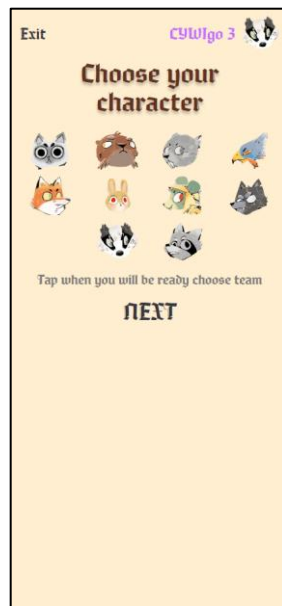 Exit CYWIgo 3
Choose your
character
Tap when you will be ready choose team
NEXT